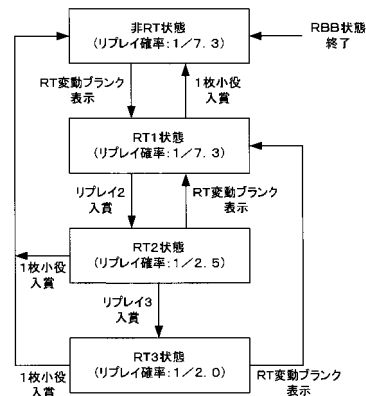 非RT状態
(リプレイ確率:1/7.3)
RBB状態
終了
RT変動ブランク
表示
1枚小役
入賞
RT1状態
(リプレイ確率:1/7.3)
リプレイ2
入賞
RT変動ブランク
表示
RT2状態
(リプレイ確率:1/2.5)
1枚小役
入賞
リプレイ3
入賞
RT3状態
(リプレイ確率:1/2.0)
1枚小役
入賞
RT変動ブランク
表示